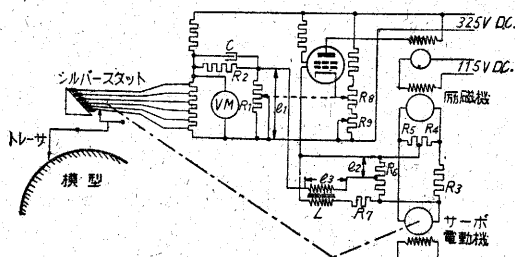 シルバースタット
トレーサ
模型
C
R2
VM
R1
e1
R8
R9
e2
e3
L
R7
R6
R5
R4
R3
325V D.C.
115V DC.
励磁機
サーボ
電動機